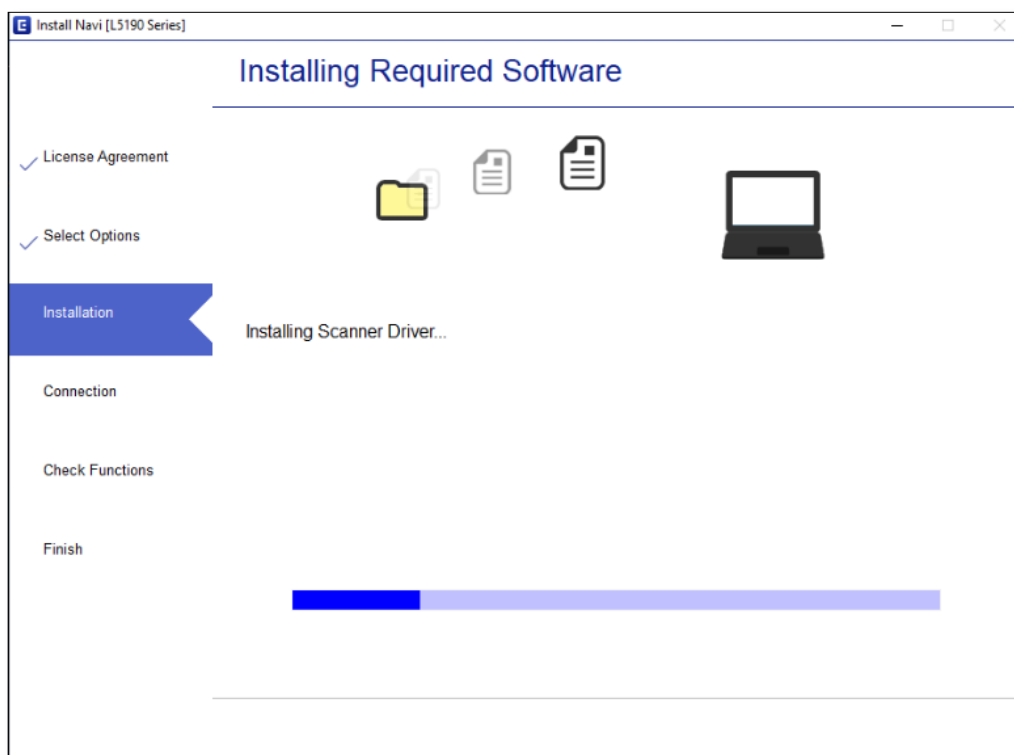 Install Navi [L5190 Series]
Installing Required Software
License Agreement
Select Options
Installation
Installing Scanner Driver...
Connection
Check Functions
Finish